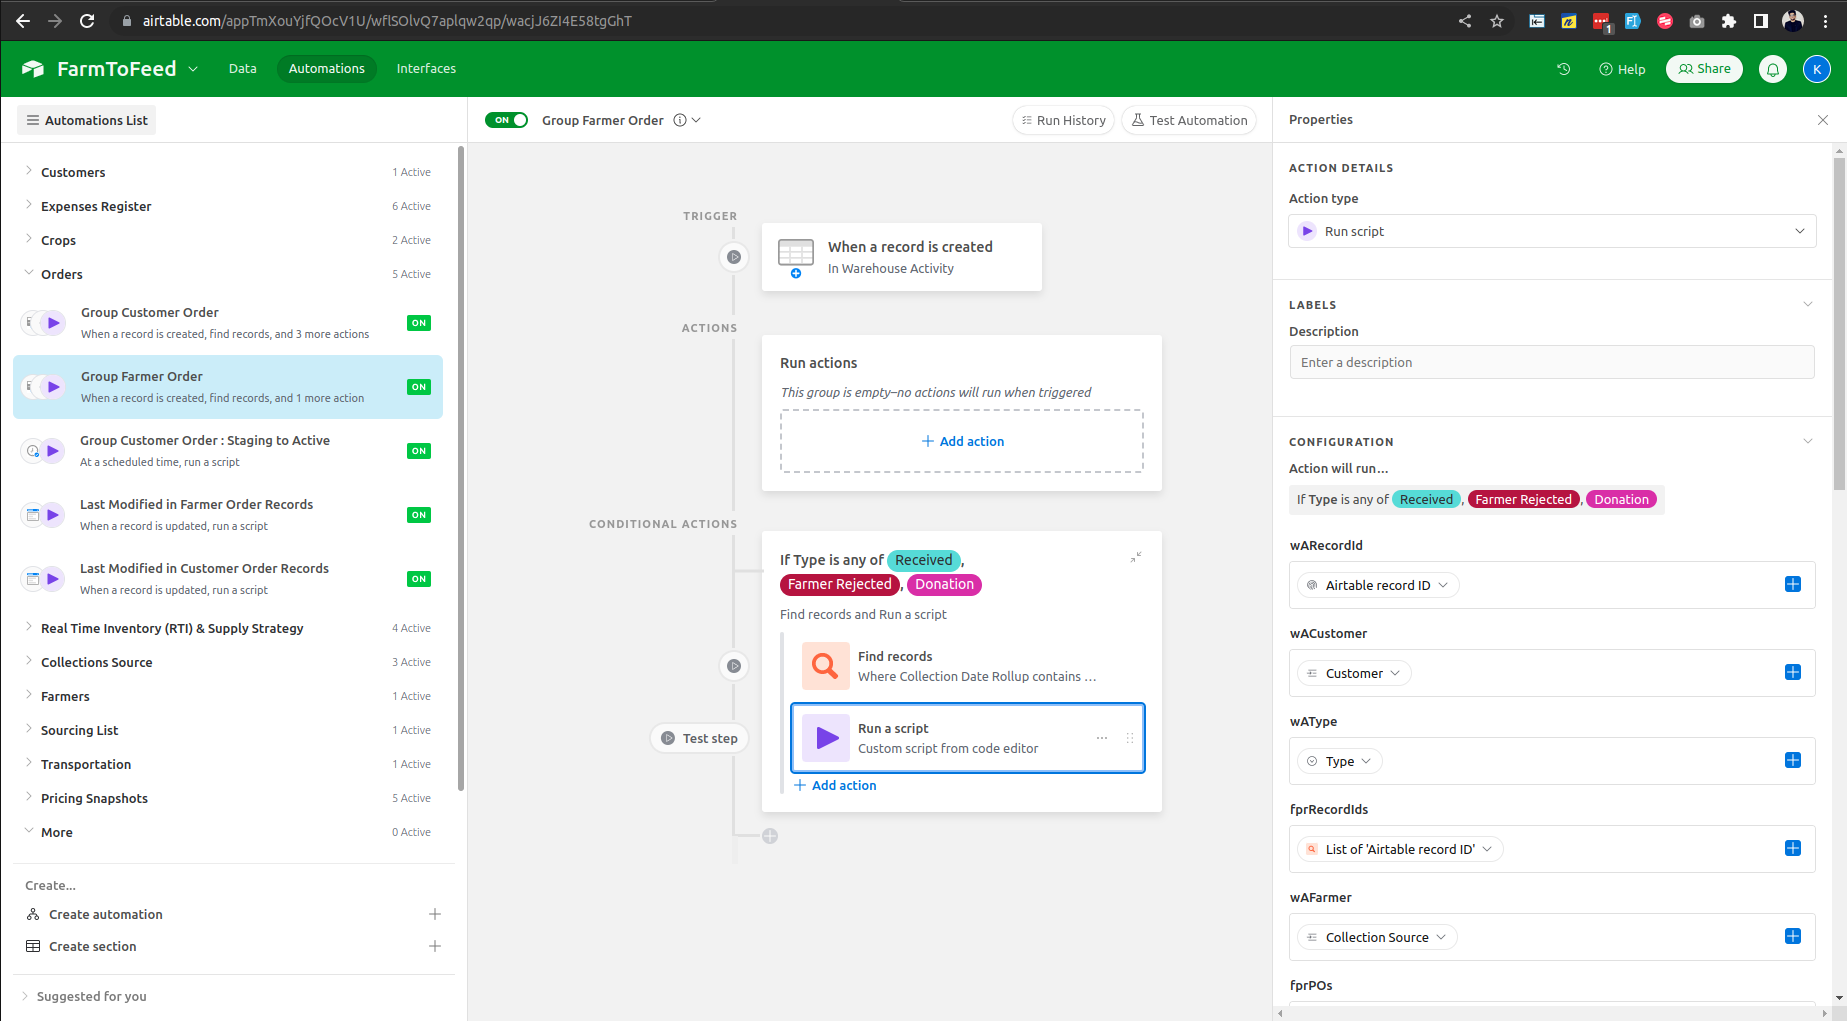 airtable.com/appTmXouYjfQOcV1U/wflSOlvQ7aplqw2qp/wacjJ6ZI4E58tgGhT
1
FarmToFeed
Data
Automations
Interfaces
Help
Share
K
Automations List
ON
Group Farmer Order
Run History
Test Automation
Properties
Customers
1 Active
Expenses Register
6 Active
Crops
2 Active
Orders
5 Active
Group Customer Order
When a record is created, find records, and 3 more actions
ON
Group Farmer Order
When a record is created, find records, and 1 more action
ON
Group Customer Order : Staging to Active
At a scheduled time, run a script
ON
Last Modified in Farmer Order Records
When a record is updated, run a script
ON
Last Modified in Customer Order Records
When a record is updated, run a script
ON
Real Time Inventory (RTI) & Supply Strategy
4 Active
Collections Source
3 Active
Farmers
1 Active
Sourcing List
1 Active
Transportation
1 Active
Pricing Snapshots
5 Active
More
0 Active
Create...
Create automation
Create section
Suggested for you
TRIGGER
When a record is created
In Warehouse Activity
ACTIONS
Run actions
This group is empty–no actions will run when triggered
Add action
CONDITIONAL ACTIONS
If Type is any of Received,
Farmer Rejected, Donation
Find records and Run a script
Find records
Where Collection Date Rollup contains …
Test step
Run a script
Custom script from code editor
Add action
ACTION DETAILS
Action type
Run script
LABELS
Description
Enter a description
CONFIGURATION
Action will run…
If Type is any of Received, Farmer Rejected, Donation
wARecordId
Airtable record ID
wACustomer
Customer
wAType
Type
fprRecordIds
List of 'Airtable record ID'
wAFarmer
Collection Source
fprPOs